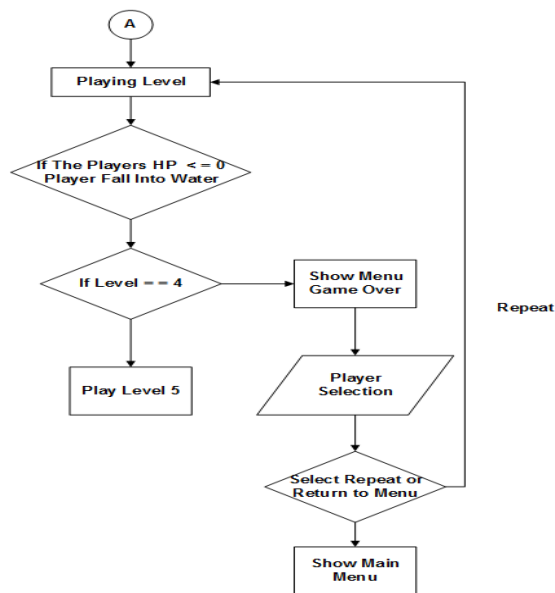 A
Playing Level
If The Players HP < = 0
Player Fall Into Water
If Level = = 4
Show Menu
Game Over
Repeat
Play Level 5
Player
Selection
Select Repeat or
Return to Menu
Show Main
Menu